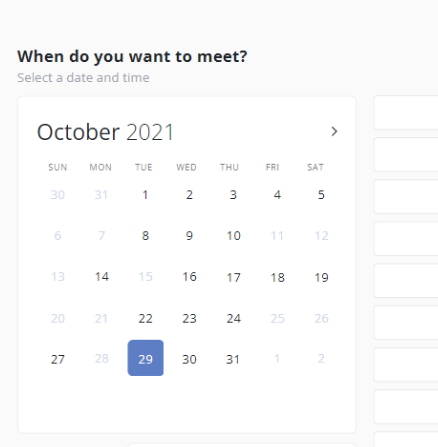 When do you want to meet?
Select a date and time
October 2021
SUN MON TUE WED THU FRI SAT
30 31 1 2 3 4 5
6 7 8 9 10 11 12
13 14 15 16 17 18 19
20 21 22 23 24 25 26
27 28 29 30 31 1 2